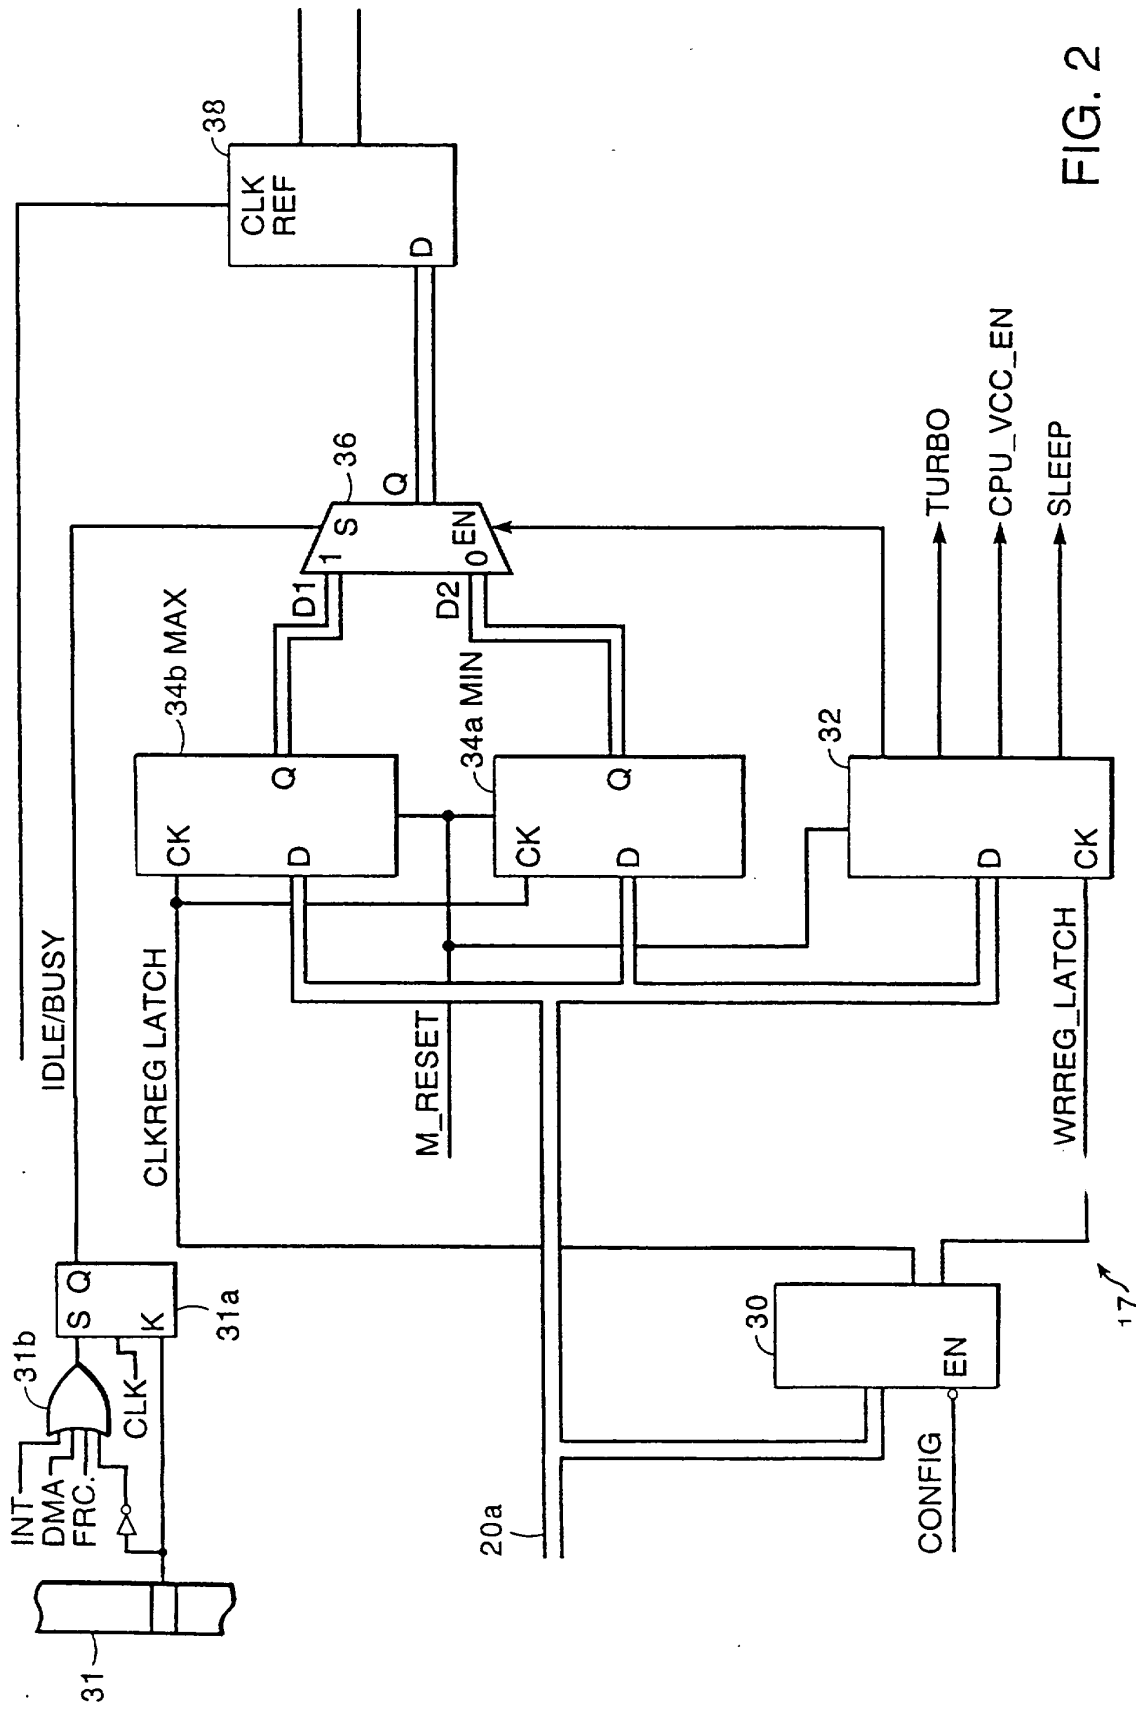 31
INT
DMA
FRC.
31b
CLK
S Q
K
31a
IDLE/BUSY
CLKREG LATCH
M_RESET
20a
CONFIG
30
EN
WRREG_LATCH
17
34b MAX
CK
D
Q
34a MIN
CK
D
Q
32
D
CK
D1
D2
1
S
0
EN
36
Q
38
CLK
REF
D
TURBO
CPU_VCC_EN
SLEEP
FIG. 2